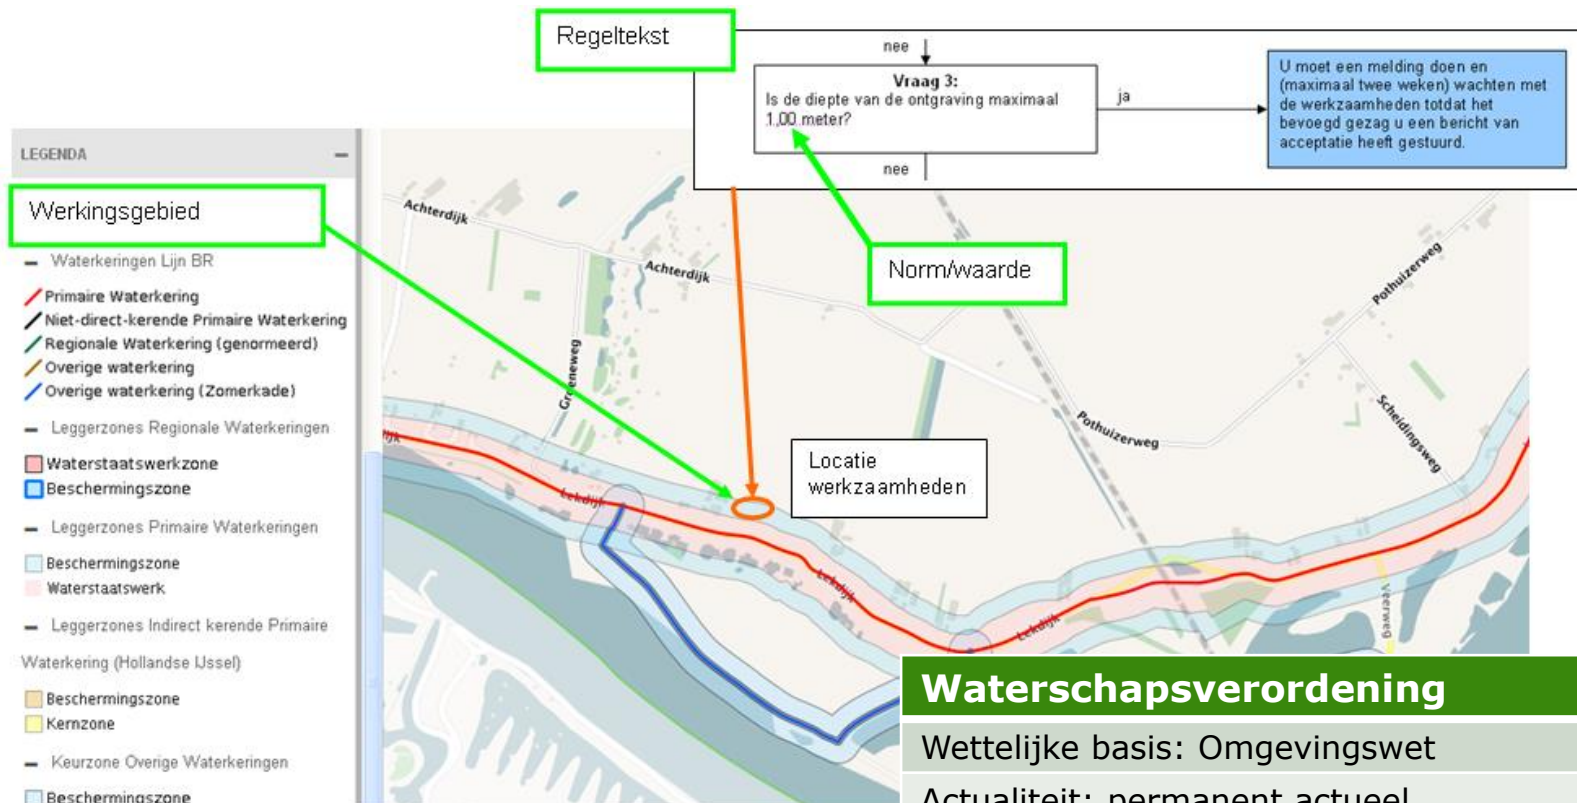 Regeltekst
nee
Vraag 3:
Is de diepte van de ontgraving maximaal
1,00 meter?
ja
nee
U moet een melding doen en
(maximaal twee weken) wachten met
de werkzaamheden totdat het
bevoegd gezag u een bericht van
acceptatie heeft gestuurd.
LEGENDA
Werkingsgebied
Waterkeringen Lijn BR
Primaire Waterkering
Niet-direct-kerende Primaire Waterkering
Regionale Waterkering (genormeerd)
Overige waterkering
Overige waterkering (Zomerkade)
Leggerzones Regionale Waterkeringen
Waterstaatswerkzone
Beschermingszone
Leggerzones Primaire Waterkeringen
Beschermingszone
Waterstaatswerk
Leggerzones Indirect kerende Primaire
Waterkering (Hollandse IJssel)
Beschermingszone
Kernzone
Keurzone Overige Waterkeringen
Beschermingszone
Achterdijk
Achterdijk
Groeneweg
Norm/waarde
Pothuizerweg
Pothuizerweg
Scheidingsweg
Locatie
werkzaamheden
Lekdijk
Lekdijk
Lekdijk
Veerweg
Waterschapsverordening
Wettelijke basis: Omgevingswet
Actualiteit: permanent actueel